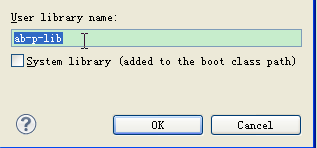 User library name:
ab-p-lib
System library (added to the boot class path)
?
OK
Cancel